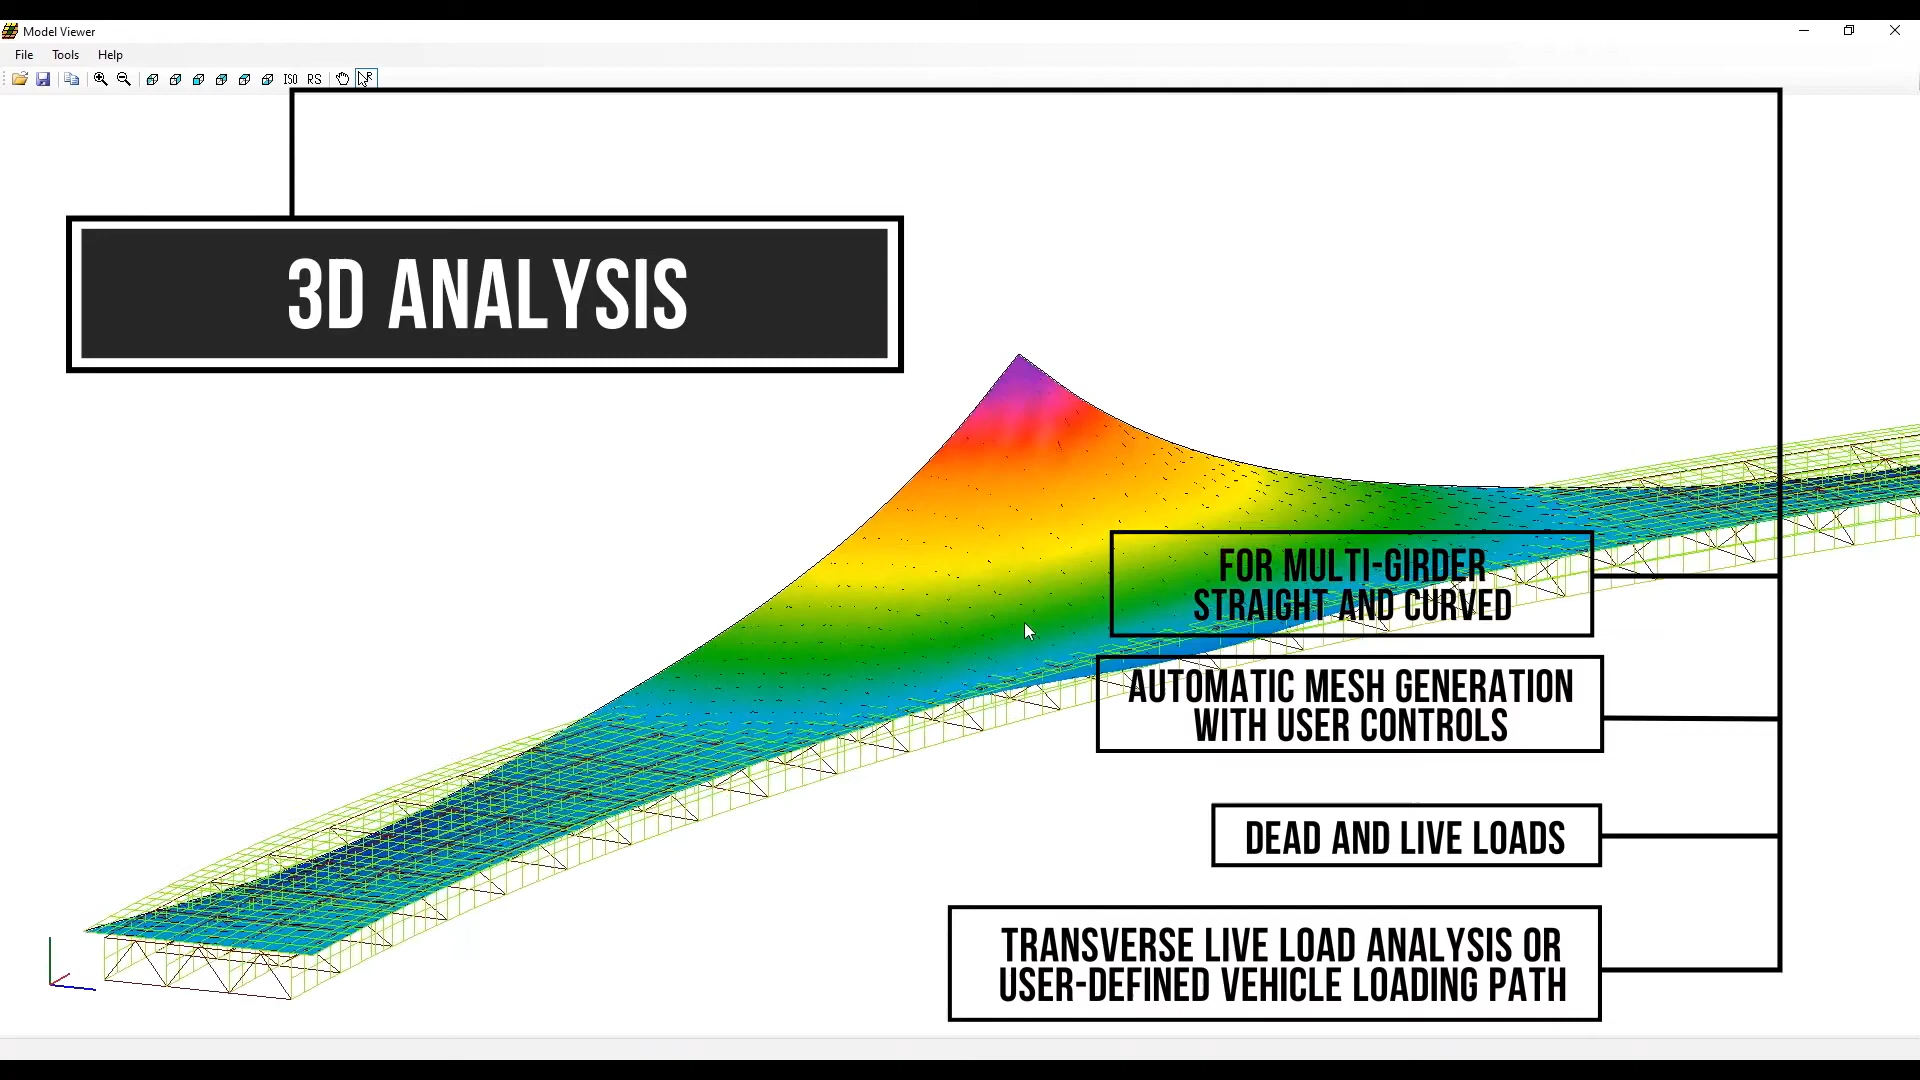 Model Viewer
File Tools Help
ISO RS
3D ANALYSIS
FOR MULTI-GIRDER
STRAIGHT AND CURVED
AUTOMATIC MESH GENERATION
WITH USER CONTROLS
DEAD AND LIVE LOADS
TRANSVERSE LIVE LOAD ANALYSIS OR
USER-DEFINED VEHICLE LOADING PATH